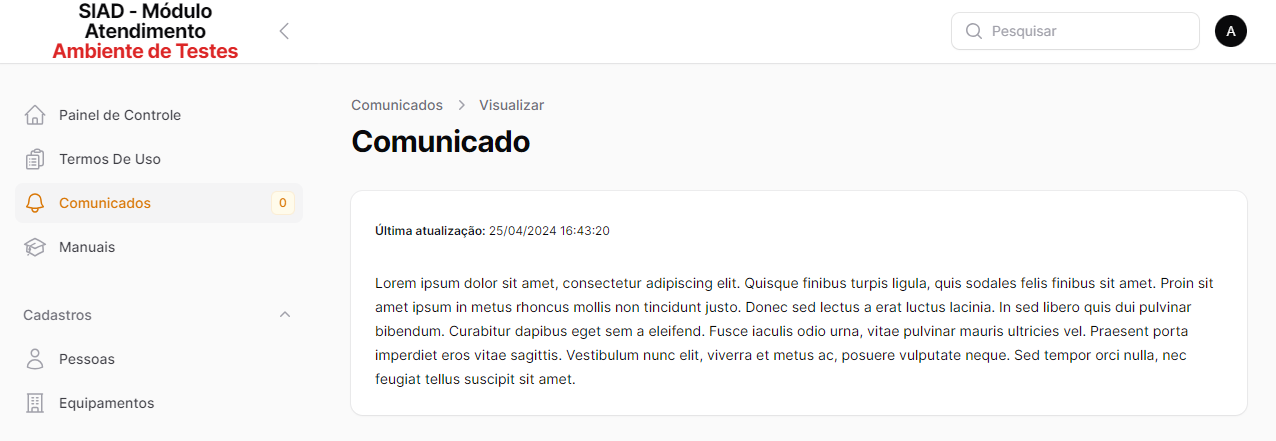 SIAD - Módulo
Atendimento
Ambiente de Testes
Pesquisar
A
Painel de Controle
Termos De Uso
Comunicados
0
Manuais
Cadastros
Pessoas
Equipamentos
Comunicados > Visualizar
Comunicado
Última atualização: 25/04/2024 16:43:20
Lorem ipsum dolor sit amet, consectetur adipiscing elit. Quisque finibus turpis ligula, quis sodales felis finibus sit amet. Proin sit
amet ipsum in metus rhoncus mollis non tincidunt justo. Donec sed lectus a erat luctus lacinia. In sed libero quis dui pulvinar
bibendum. Curabitur dapibus eget sem a eleifend. Fusce iaculis odio urna, vitae pulvinar mauris ultricies vel. Praesent porta
imperdiet eros vitae sagittis. Vestibulum nunc elit, viverra et metus ac, posuere vulputate neque. Sed tempor orci nulla, nec
feugiat tellus suscipit sit amet.